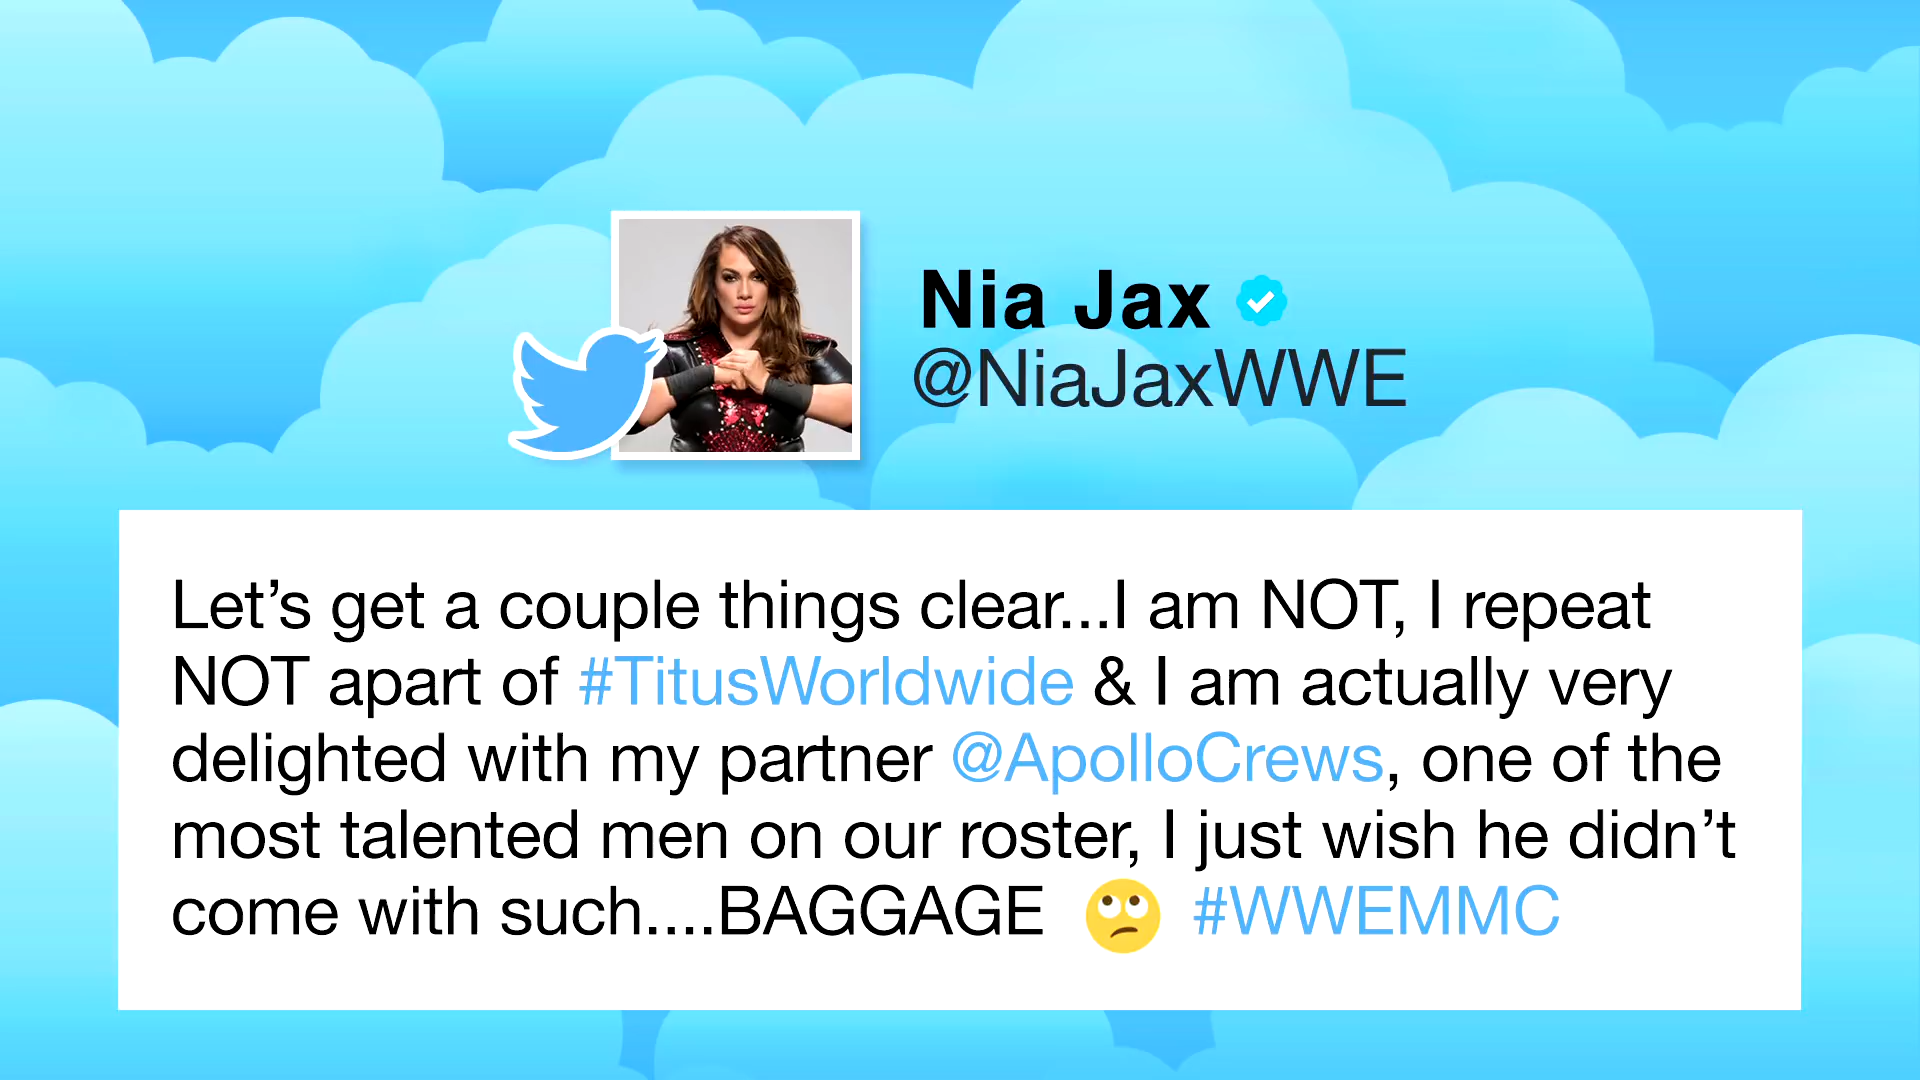 Nia Jax
@NiaJaxWWE
Let’s get a couple things clear...I am NOT, I repeat
NOT apart of #TitusWorldwide & I am actually very
delighted with my partner @ApolloCrews, one of the
most talented men on our roster, I just wish he didn’t
come with such....BAGGAGE 🙄 #WWEMMC